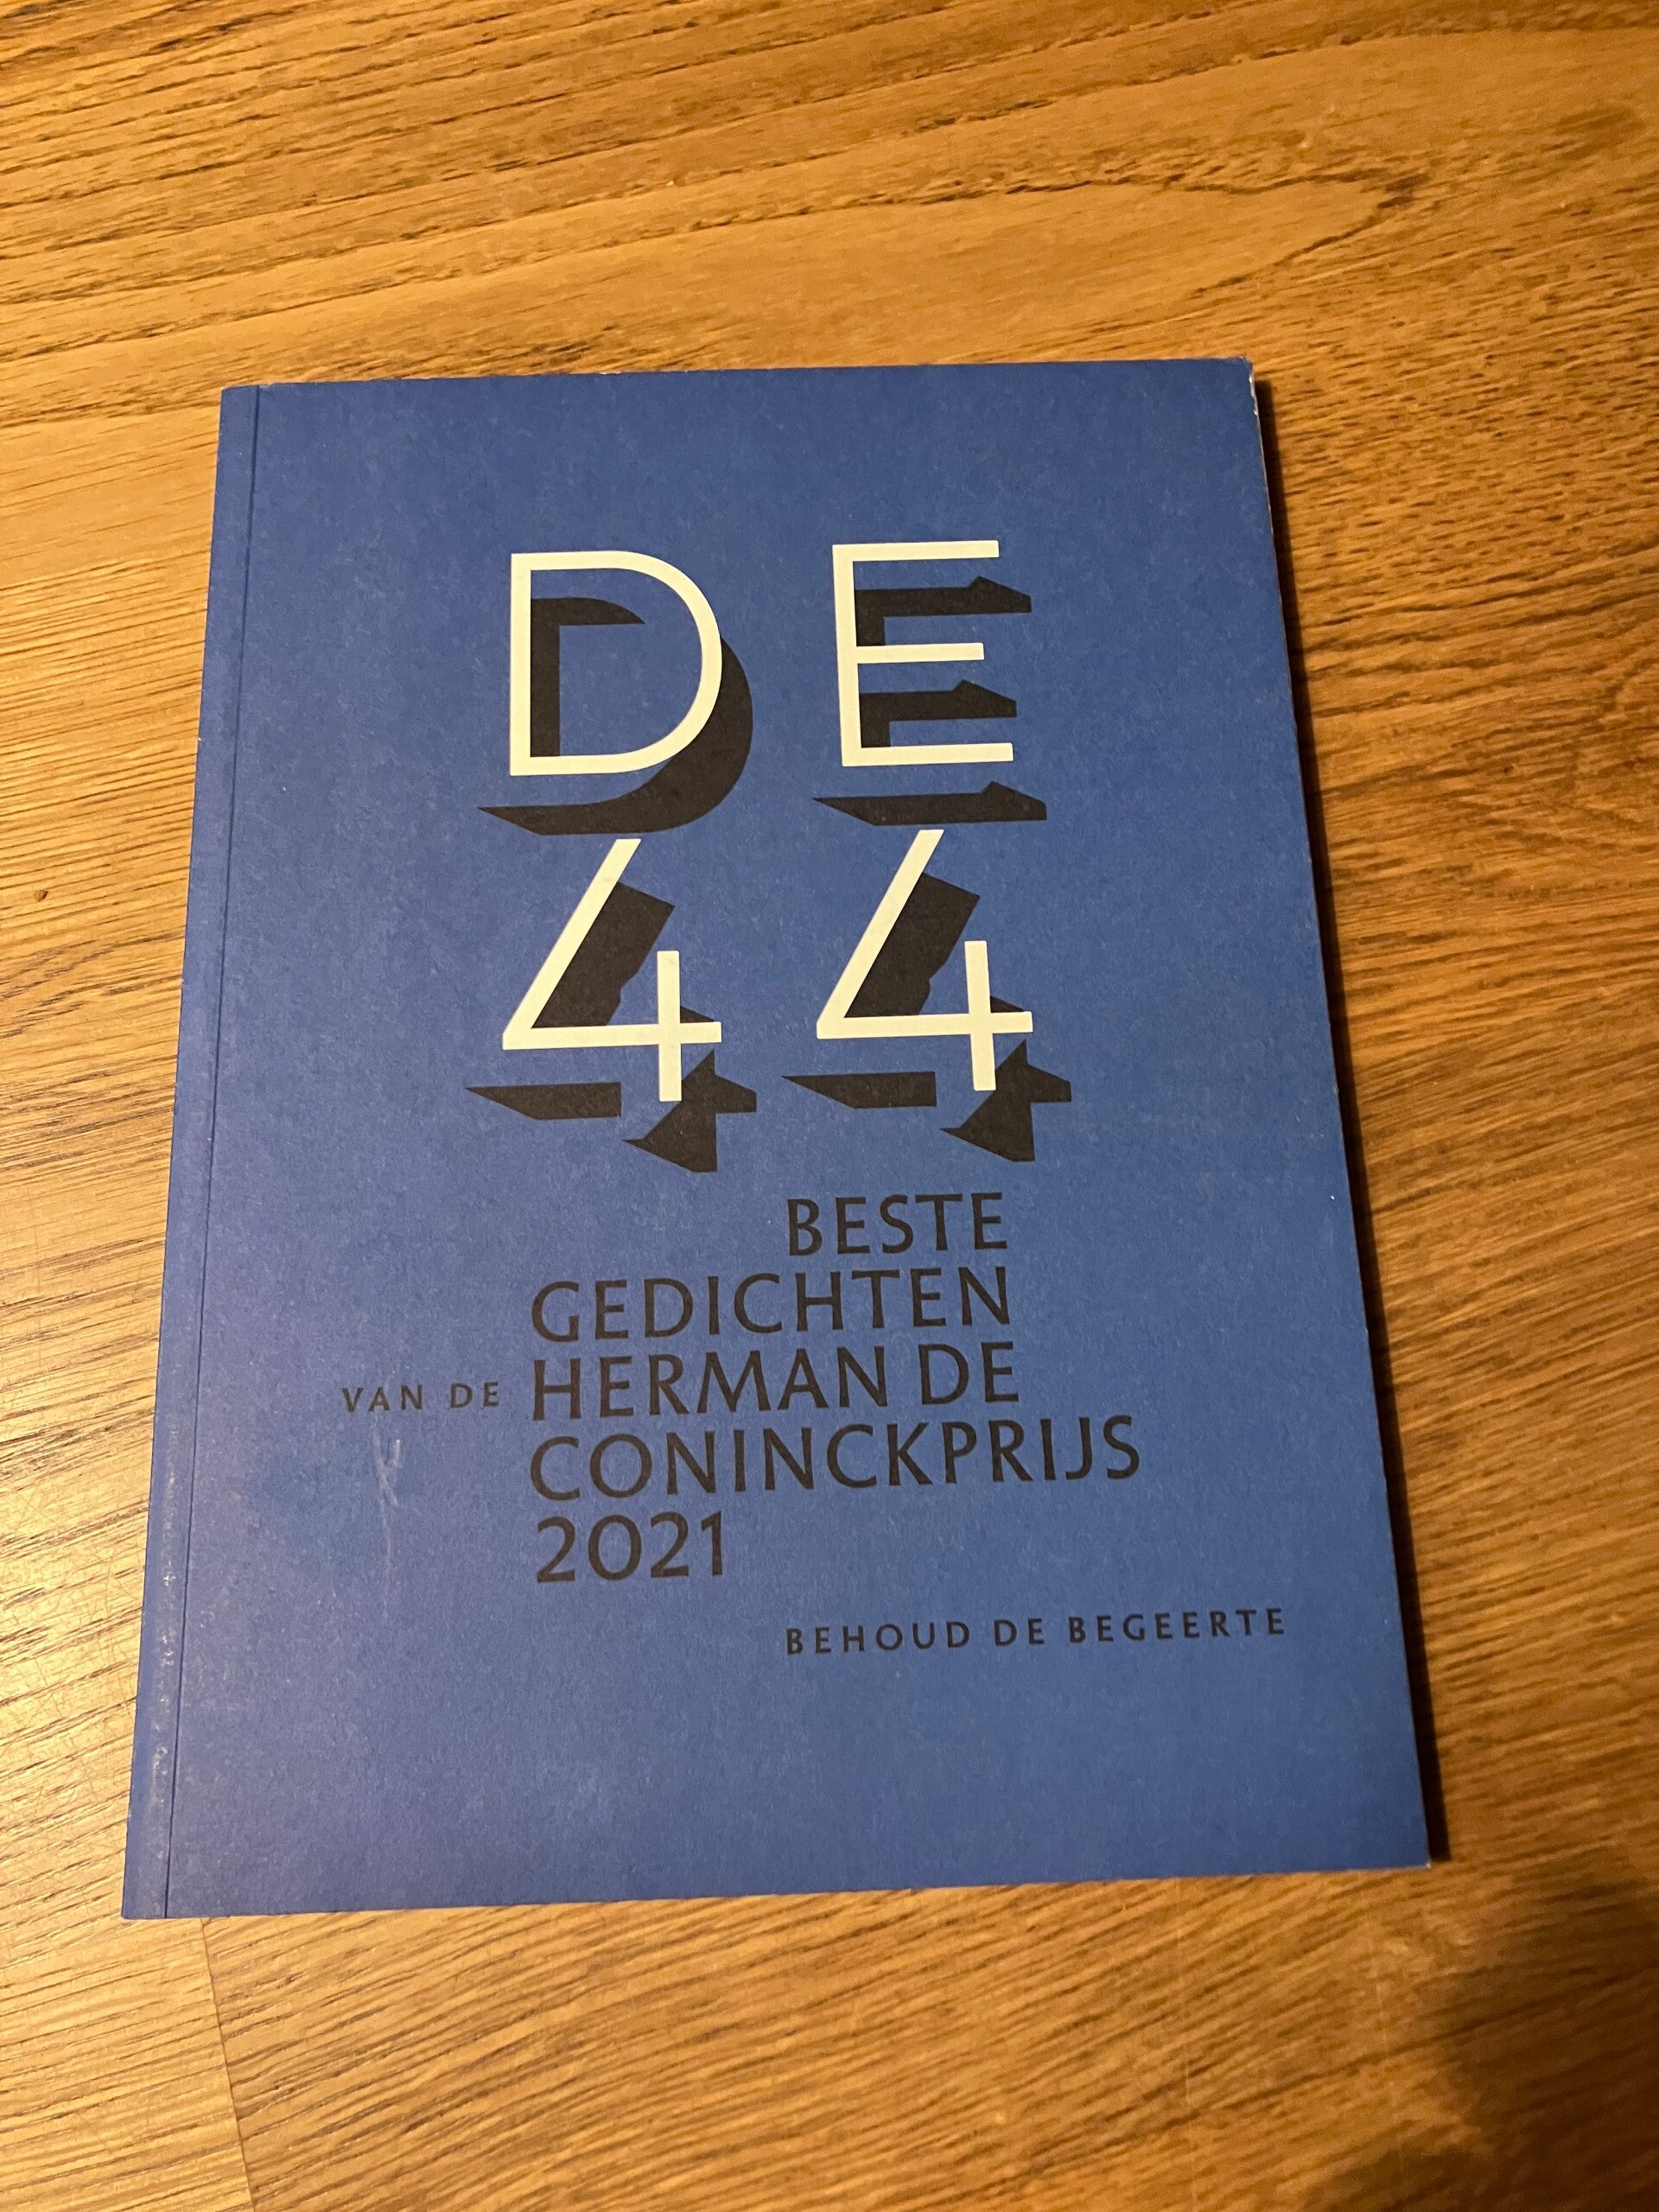 DE
44
BESTE
GEDICHTEN
VAN DE HERMAN DE
CONINCKPRIJS
2021
BEHOUD DE BEGEERTE